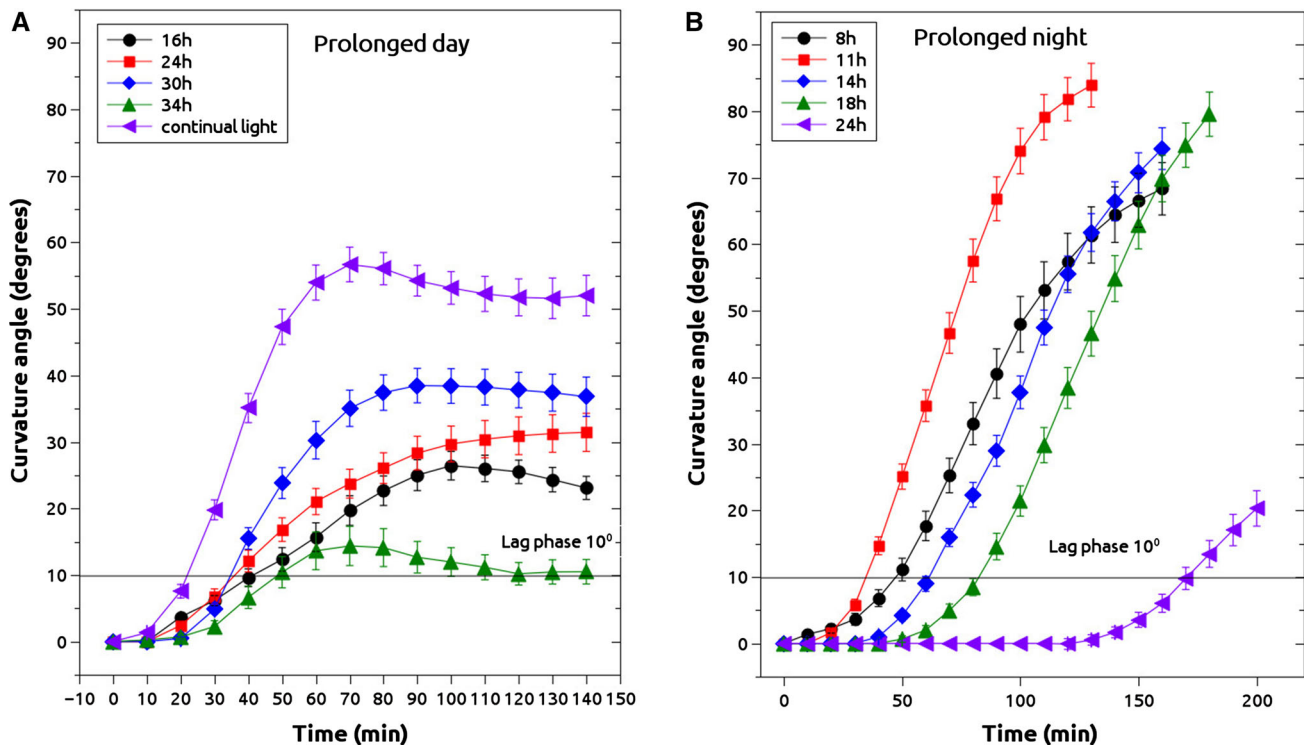 A
Prolonged day
16h
24h
30h
34h
continual light
Curvature angle (degrees)
90
80
70
60
50
40
30
20
10
0
Lag phase 10⁰
−10 0 10 20 30 40 50 60 70 80 90 100 110 120 130 140 150
Time (min)
B
Prolonged night
8h
11h
14h
18h
24h
Curvature angle (degrees)
90
80
70
60
50
40
30
20
10
0
Lag phase 10⁰
0 50 100 150 200
Time (min)